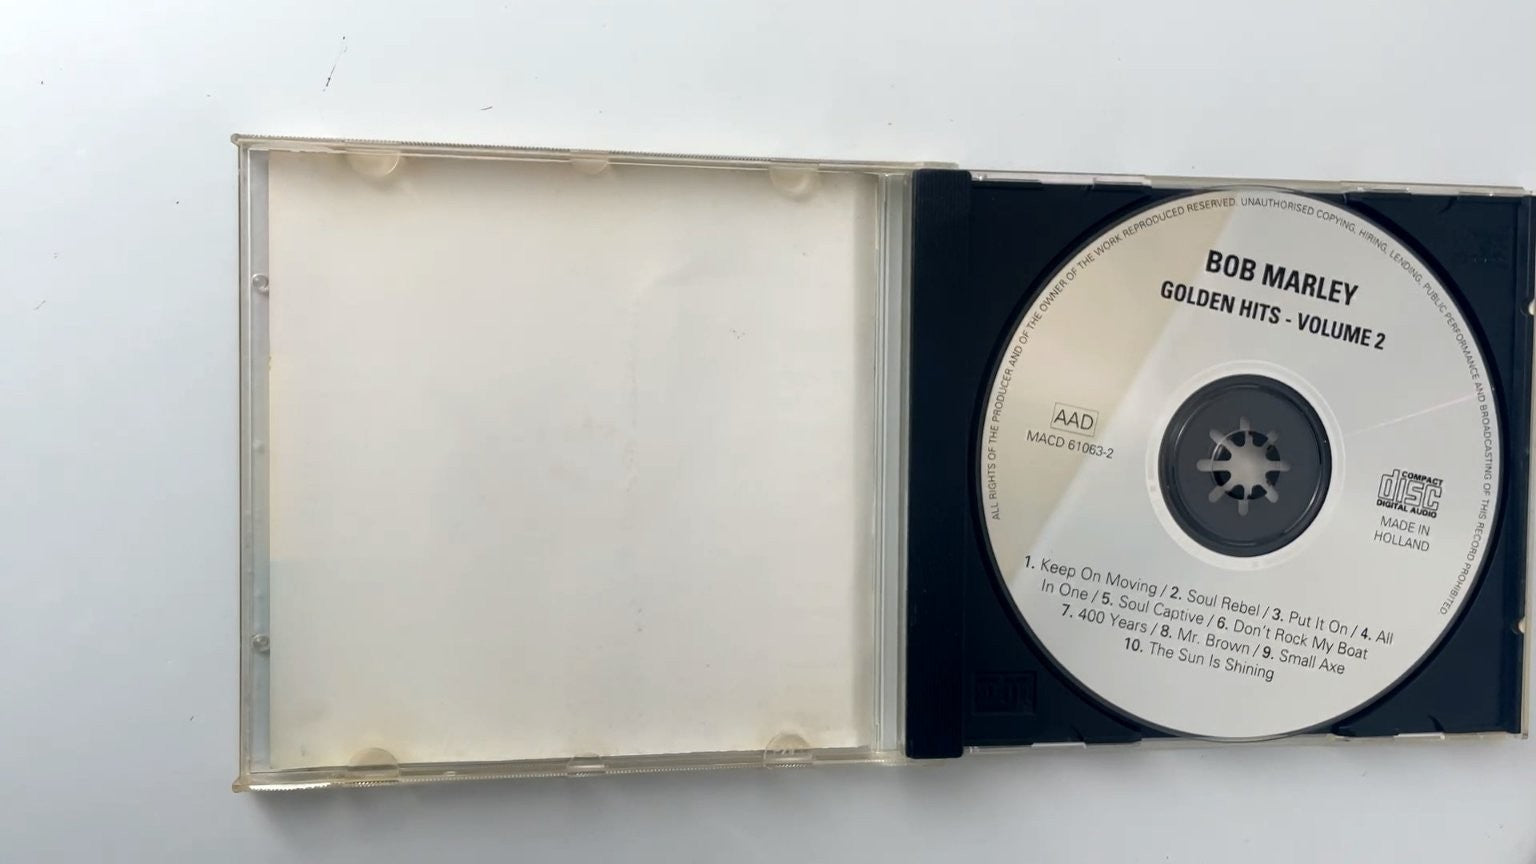 ALL RIGHTS OF THE PRODUCER AND OF THE OWNER OF THE WORK REPRODUCED RESERVED. UNAUTHORISED COPYING, HIRING, LENDING, PUBLIC PERFORMANCE AND BROADCASTING OF THIS RECORD PROHIBITED
BOB MARLEY
GOLDEN HITS - VOLUME 2
AAD
MACD 61063-2
COMPACT
disc
DIGITAL AUDIO
MADE IN
HOLLAND
1. Keep On Moving / 2. Soul Rebel / 3. Put It On / 4. All
In One / 5. Soul Captive / 6. Don't Rock My Boat
7. 400 Years / 8. Mr. Brown / 9. Small Axe
10. The Sun Is Shining